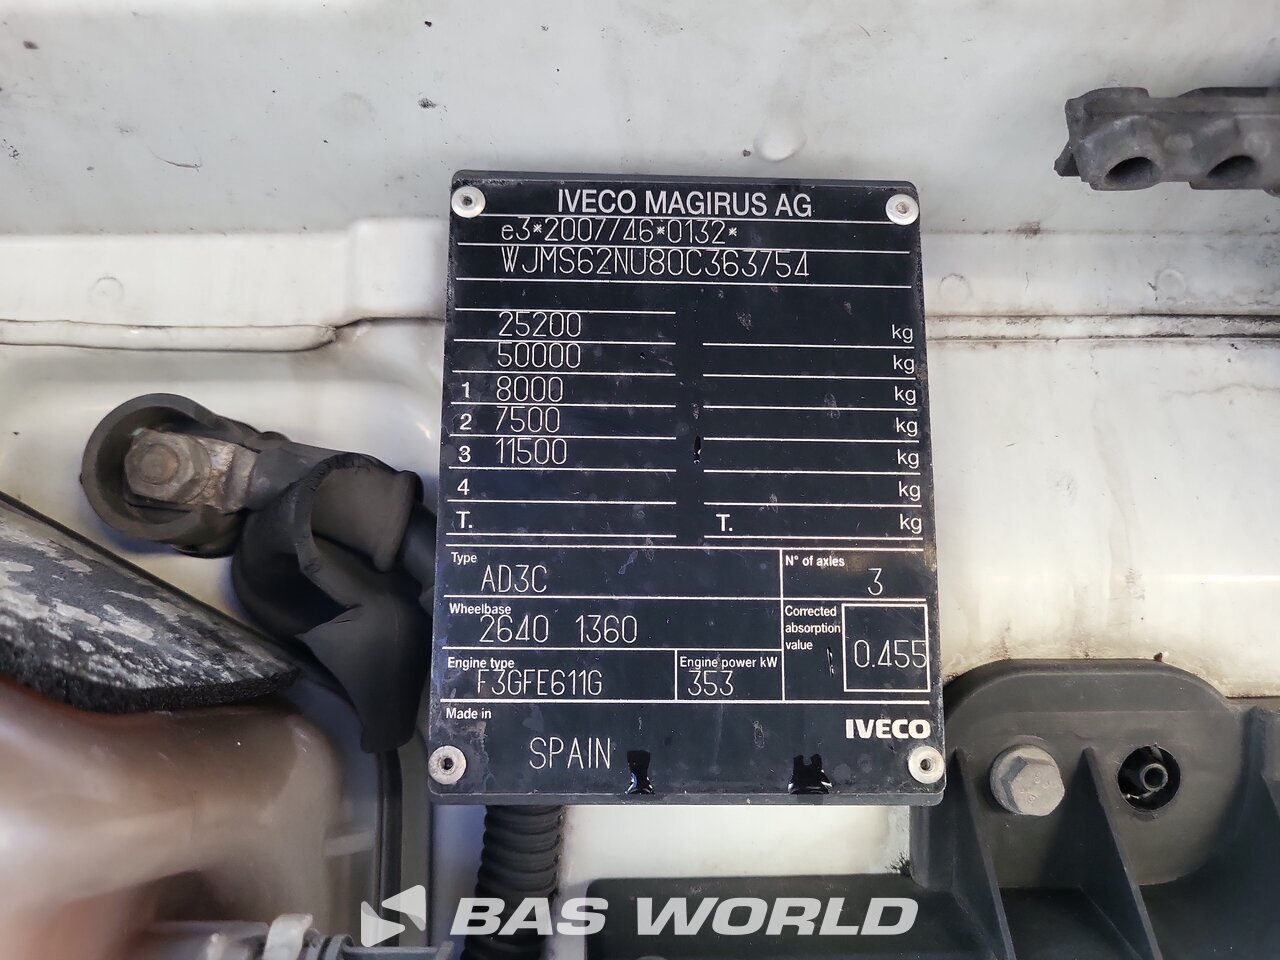 IVECO MAGIRUS AG
e3*2007/46*0132*
WJMS62NU80C363754
25200 kg
50000 kg
1 8000 kg
2 7500 kg
3 11500 kg
4 kg
T. T. kg
Type AD3C N° of axles 3
Wheelbase 2640 1360
Corrected absorption value 0.455
Engine type F3GFE611G Engine power kW 353
Made in SPAIN
IVECO
BAS WORLD